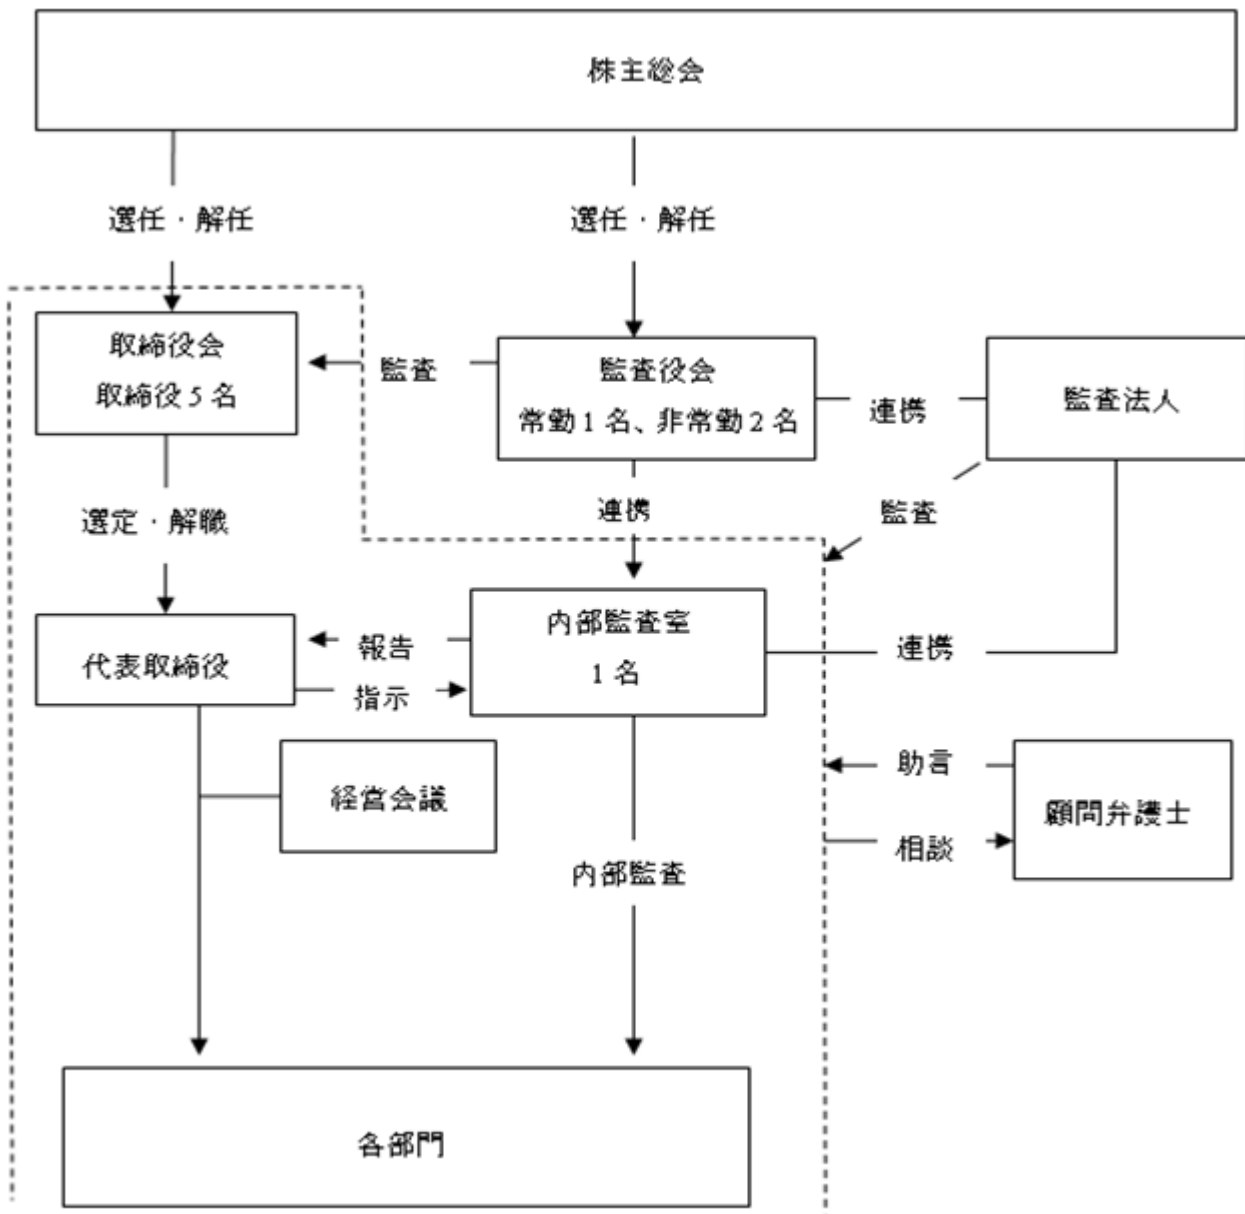 株主総会
選任・解任
選任・解任
取締役会
取締役5名
監査
監査役会
常勤1名、非常勤2名
連携
監査法人
選定・解職
連携
監査
代表取締役
報告
指示
内部監査室
1名
連携
経営会議
助言
相談
顧問弁護士
内部監査
各部門